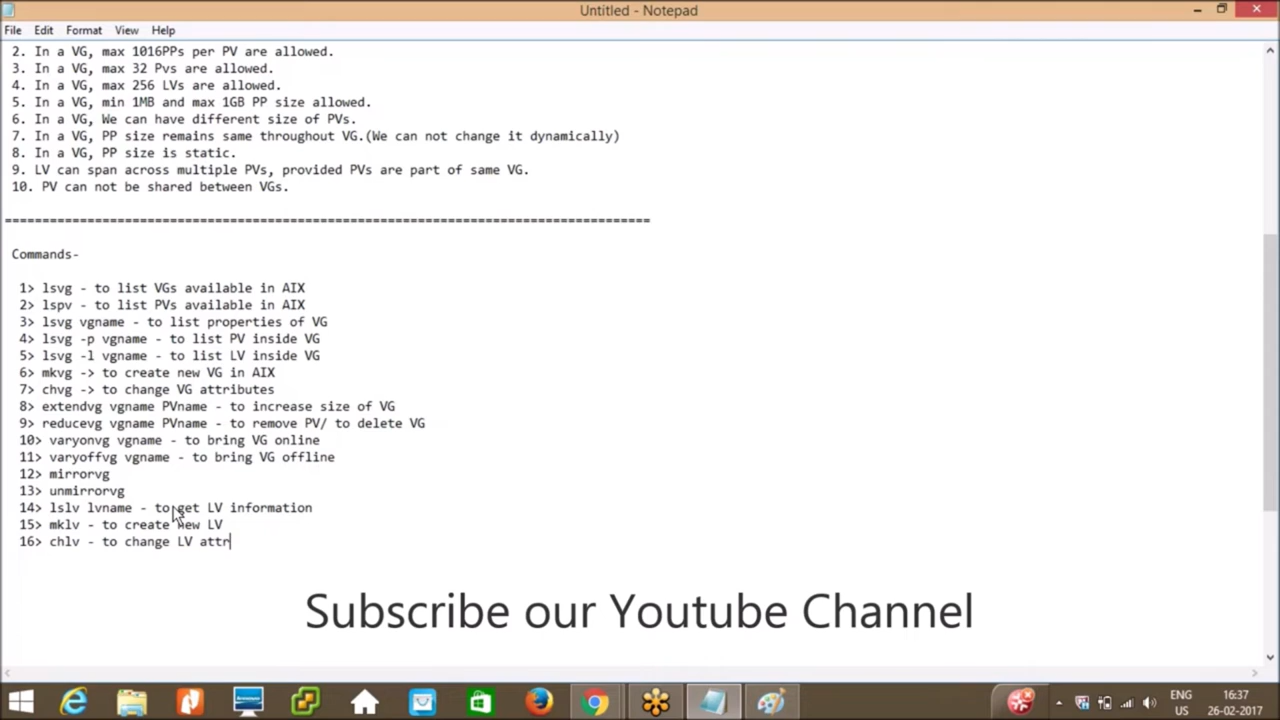 Untitled - Notepad
File Edit Format View Help
2. In a VG, max 1016PPs per PV are allowed.
3. In a VG, max 32 Pvs are allowed.
4. In a VG, max 256 LVs are allowed.
5. In a VG, min 1MB and max 1GB PP size allowed.
6. In a VG, We can have different size of PVs.
7. In a VG, PP size remains same throughout VG.(We can not change it dynamically)
8. In a VG, PP size is static.
9. LV can span across multiple PVs, provided PVs are part of same VG.
10. PV can not be shared between VGs.
======================================================================================
Commands-
1> lsvg - to list VGs available in AIX
2> lspv - to list PVs available in AIX
3> lsvg vgname - to list properties of VG
4> lsvg -p vgname - to list PV inside VG
5> lsvg -l vgname - to list LV inside VG
6> mkvg -> to create new VG in AIX
7> chvg -> to change VG attributes
8> extendvg vgname PVname - to increase size of VG
9> reducevg vgname PVname - to remove PV/ to delete VG
10> varyonvg vgname - to bring VG online
11> varyoffvg vgname - to bring VG offline
12> mirrorvg
13> unmirrorvg
14> lslv lvname - to get LV information
15> mklv - to create new LV
16> chlv - to change LV attr
Subscribe our Youtube Channel
ENG 16:37
US 26-02-2017